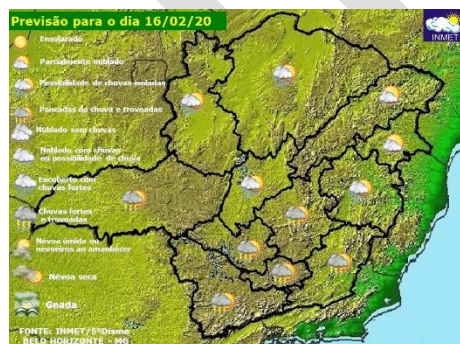 Previsão para o dia 16/02/20
INMET
Ensolarado
Parcialmente nublado
Possibilidade de chuvas isoladas
Pancadas de chuva e trovoadas
Nublado sem chuvas
Nublado com chuvas
ou possibilidade de chuva
Encoberto com
chuvas fortes
Chuvas fortes
e trovoadas
Névoa úmida ou
nevoeiros ao amanhecer
Névoa seca
Geada
FONTE: INMET/5ºDisme
BELO HORIZONTE - MG